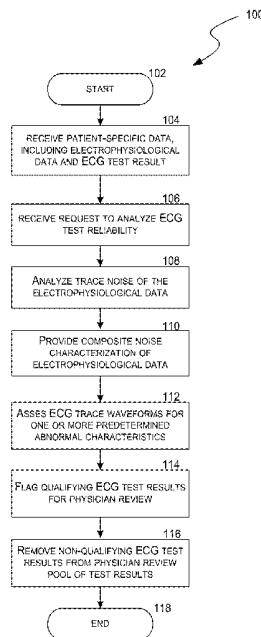 100
102
START
104
RECEIVE PATIENT-SPECIFIC DATA,
INCLUDING ELECTROPHYSIOLOGICAL
DATA AND ECG TEST RESULT
106
RECEIVE REQUEST TO ANALYZE ECG
TEST RELIABILITY
108
ANALYZE TRACE NOISE OF THE
ELECTROPHYSIOLOGICAL DATA
110
PROVIDE COMPOSITE NOISE
CHARACTERIZATION OF
ELECTROPHYSIOLOGICAL DATA
112
ASSES ECG TRACE WAVEFORMS FOR
ONE OR MORE PREDETERMINED
ABNORMAL CHARACTERISTICS
114
FLAG QUALIFYING ECG TEST RESULTS
FOR PHYSICIAN REVIEW
116
REMOVE NON-QUALIFYING ECG TEST
RESULTS FROM PHYSICIAN REVIEW
POOL OF TEST RESULTS
118
END